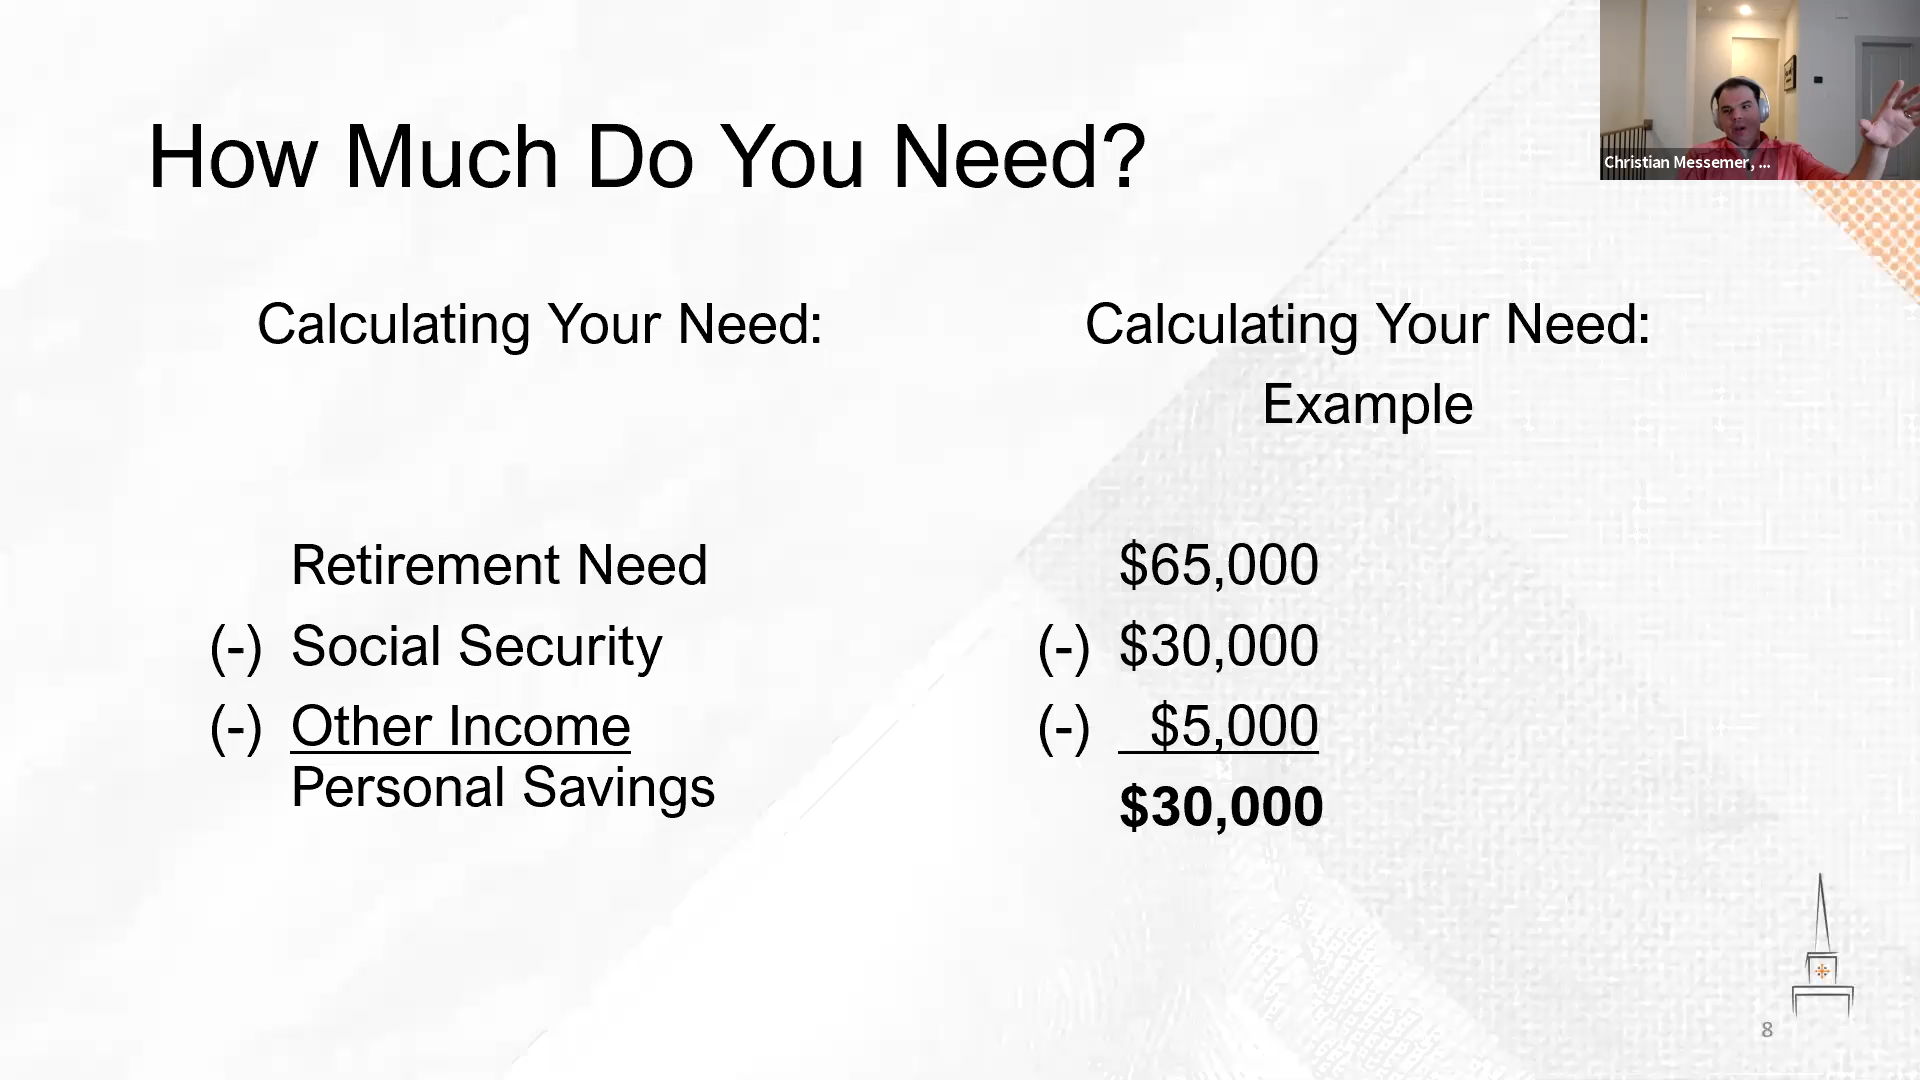 How Much Do You Need?
Christian Messemer, ...
Calculating Your Need:
Retirement Need
(-) Social Security
(-) Other Income
Personal Savings
Calculating Your Need:
Example
$65,000
(-) $30,000
(-) $5,000
$30,000
8